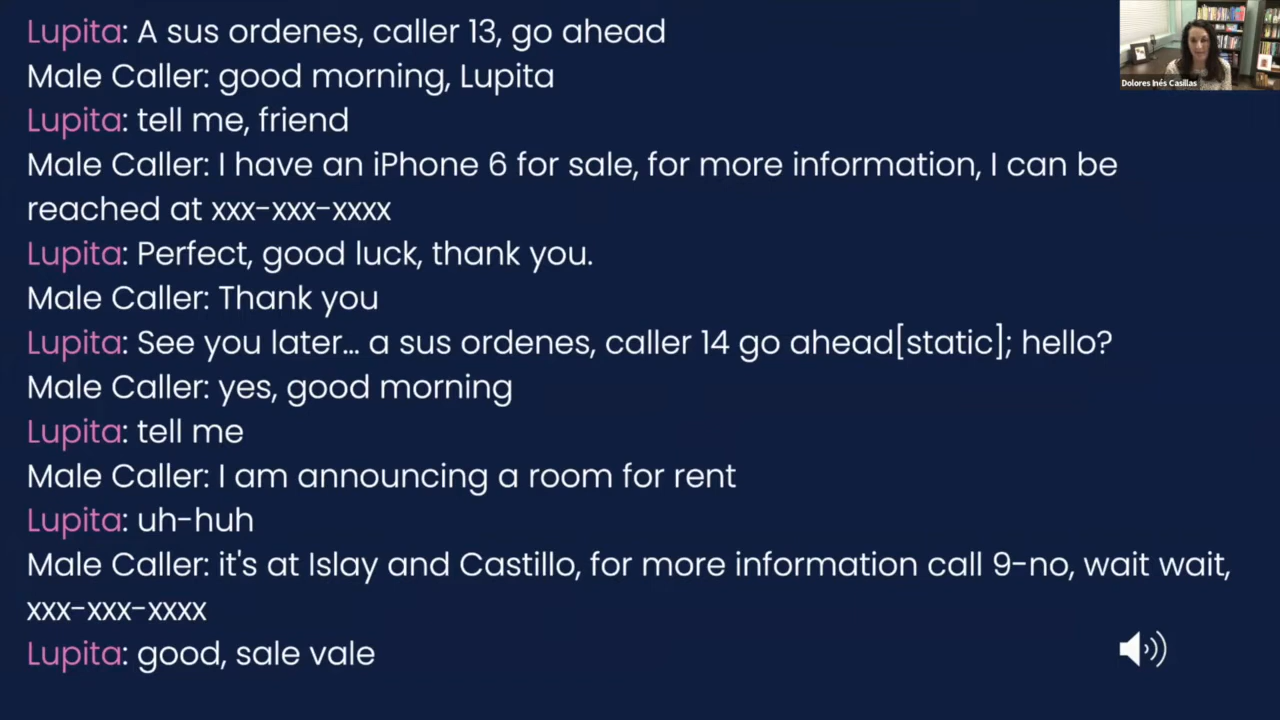 Lupita: A sus ordenes, caller 13, go ahead
Male Caller: good morning, Lupita
Lupita: tell me, friend
Male Caller: I have an iPhone 6 for sale, for more information, I can be
reached at xxx-xxx-xxxx
Lupita: Perfect, good luck, thank you.
Male Caller: Thank you
Lupita: See you later... a sus ordenes, caller 14 go ahead[static]; hello?
Male Caller: yes, good morning
Lupita: tell me
Male Caller: I am announcing a room for rent
Lupita: uh-huh
Male Caller: it's at Islay and Castillo, for more information call 9-no, wait wait,
xxx-xxx-xxxx
Lupita: good, sale vale
Dolores Inés Casillas